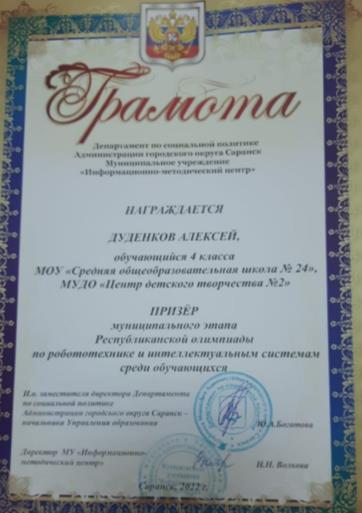 Грамота
Департамент по социальной политике
Администрации городского округа Саранск
Муниципальное учреждение
«Информационно-методический центр»
НАГРАЖДАЕТСЯ
ДУДЕНКОВ АЛЕКСЕЙ,
обучающийся 4 класса
МОУ «Средняя общеобразовательная школа № 24»,
МУДО «Центр детского творчества №2»
ПРИЗЁР
муниципального этапа
Республиканской олимпиады
по робототехнике и интеллектуальным системам
среди обучающихся
заместителя директора Департамента
по социальной политике
Администрации городского округа Саранск –
начальника Управления образования
Ю.А.Богатова
Директор МУ «Информационно-
методический центр»
Н.Н. Волкова
Саранск, 2022 г.